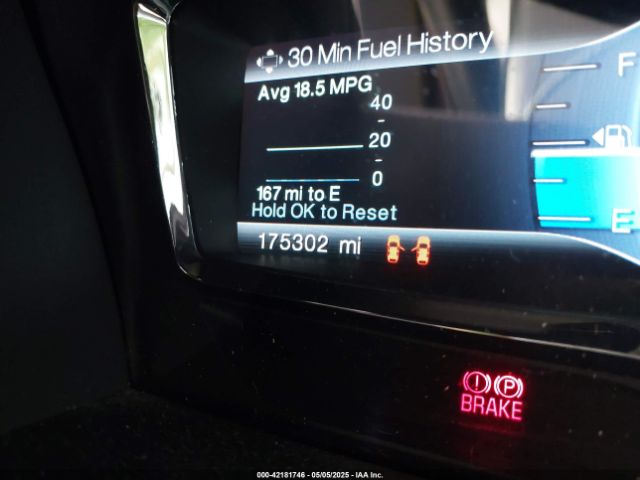 30 Min Fuel History
Avg 18.5 MPG
40
-
20
-
0
167 mi to E
Hold OK to Reset
175302 mi
F
E
(!) (P)
BRAKE
000-42181746 - 05/05/2025 - IAA Inc.